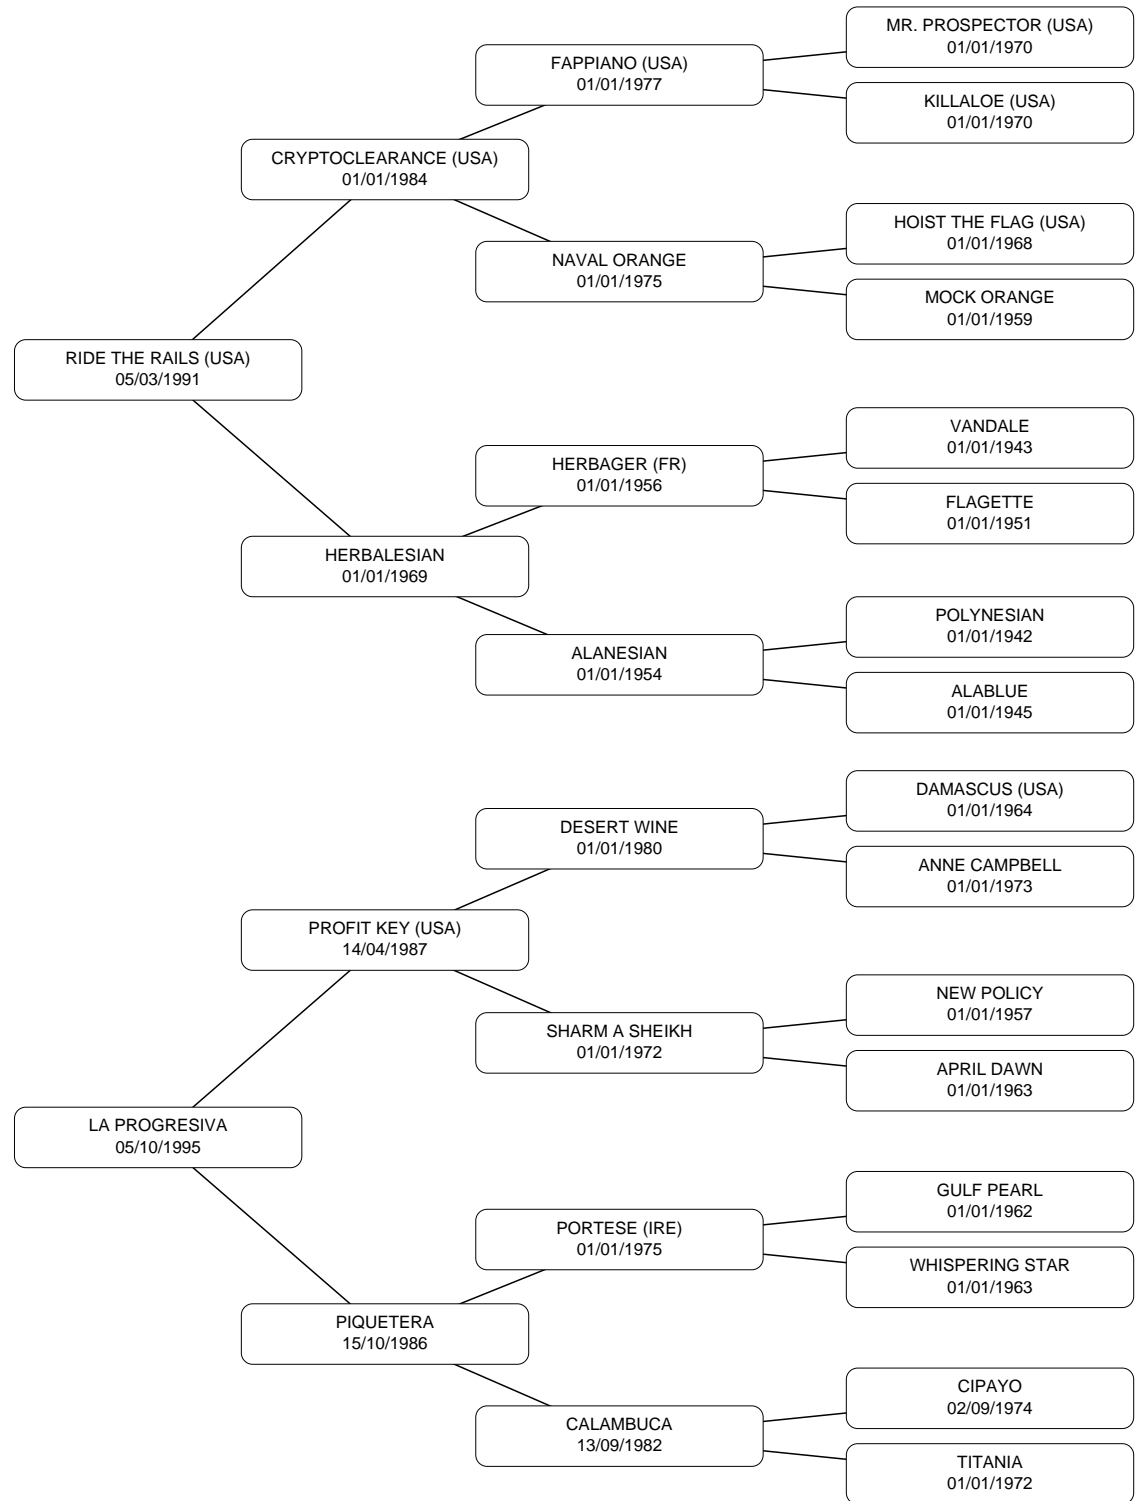 MR. PROSPECTOR (USA)
01/01/1970
FAPPIANO (USA)
01/01/1977
KILLALOE (USA)
01/01/1970
CRYPTOCLEARANCE (USA)
01/01/1984
HOIST THE FLAG (USA)
01/01/1968
NAVAL ORANGE
01/01/1975
MOCK ORANGE
01/01/1959
RIDE THE RAILS (USA)
05/03/1991
VANDALE
01/01/1943
HERBAGER (FR)
01/01/1956
FLAGETTE
01/01/1951
HERBALESIAN
01/01/1969
POLYNESIAN
01/01/1942
ALANESIAN
01/01/1954
ALABLUE
01/01/1945
DAMASCUS (USA)
01/01/1964
DESERT WINE
01/01/1980
ANNE CAMPBELL
01/01/1973
PROFIT KEY (USA)
14/04/1987
NEW POLICY
01/01/1957
SHARM A SHEIKH
01/01/1972
APRIL DAWN
01/01/1963
LA PROGRESIVA
05/10/1995
GULF PEARL
01/01/1962
PORTESE (IRE)
01/01/1975
WHISPERING STAR
01/01/1963
PIQUETERA
15/10/1986
CIPAYO
02/09/1974
CALAMBUCA
13/09/1982
TITANIA
01/01/1972